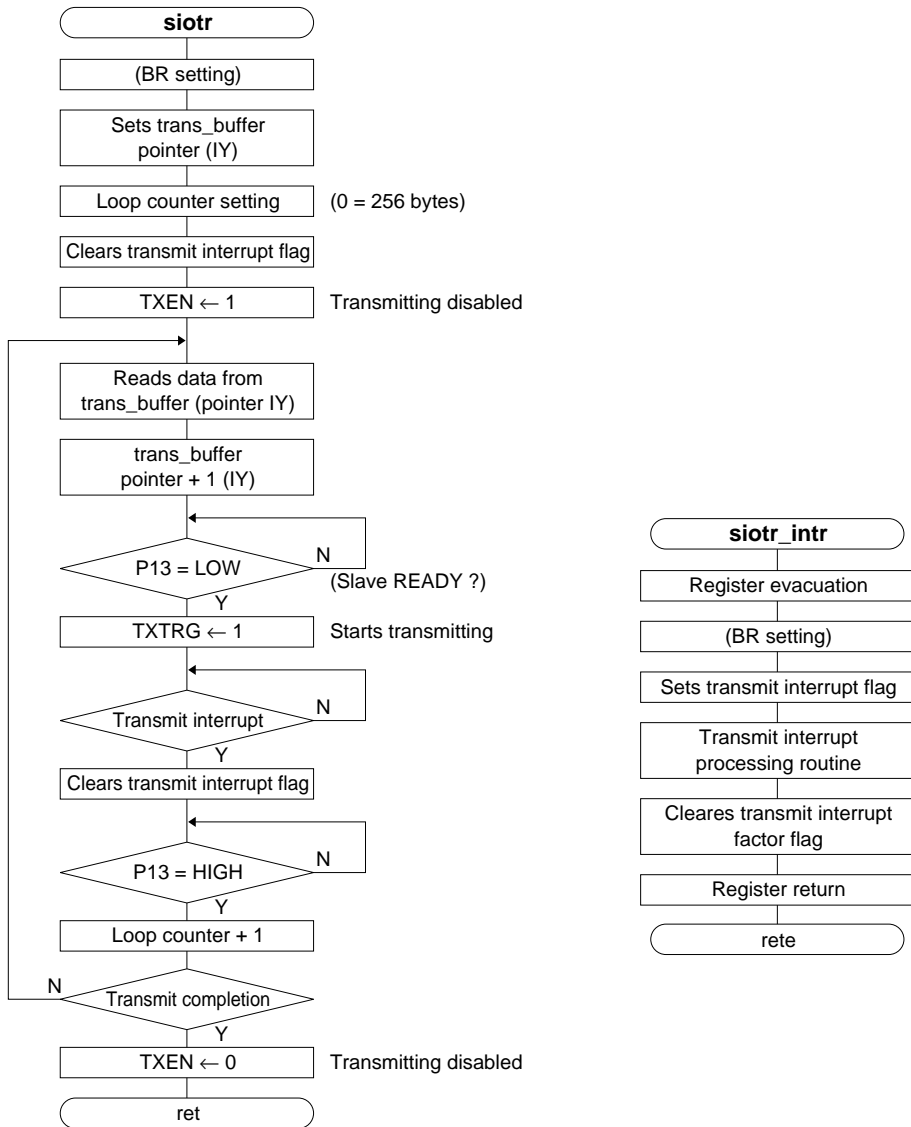 siotr
(BR setting)
Sets trans_buffer
pointer (IY)
Loop counter setting
(0 = 256 bytes)
Clears transmit interrupt flag
TXEN ← 1
Transmitting disabled
Reads data from
trans_buffer (pointer IY)
trans_buffer
pointer + 1 (IY)
P13 = LOW
N
(Slave READY ?)
Y
TXTRG ← 1
Starts transmitting
Transmit interrupt
N
Y
Clears transmit interrupt flag
P13 = HIGH
N
Y
Loop counter + 1
N
Transmit completion
Y
TXEN ← 0
Transmitting disabled
ret
siotr_intr
Register evacuation
(BR setting)
Sets transmit interrupt flag
Transmit interrupt
processing routine
Cleares transmit interrupt
factor flag
Register return
rete